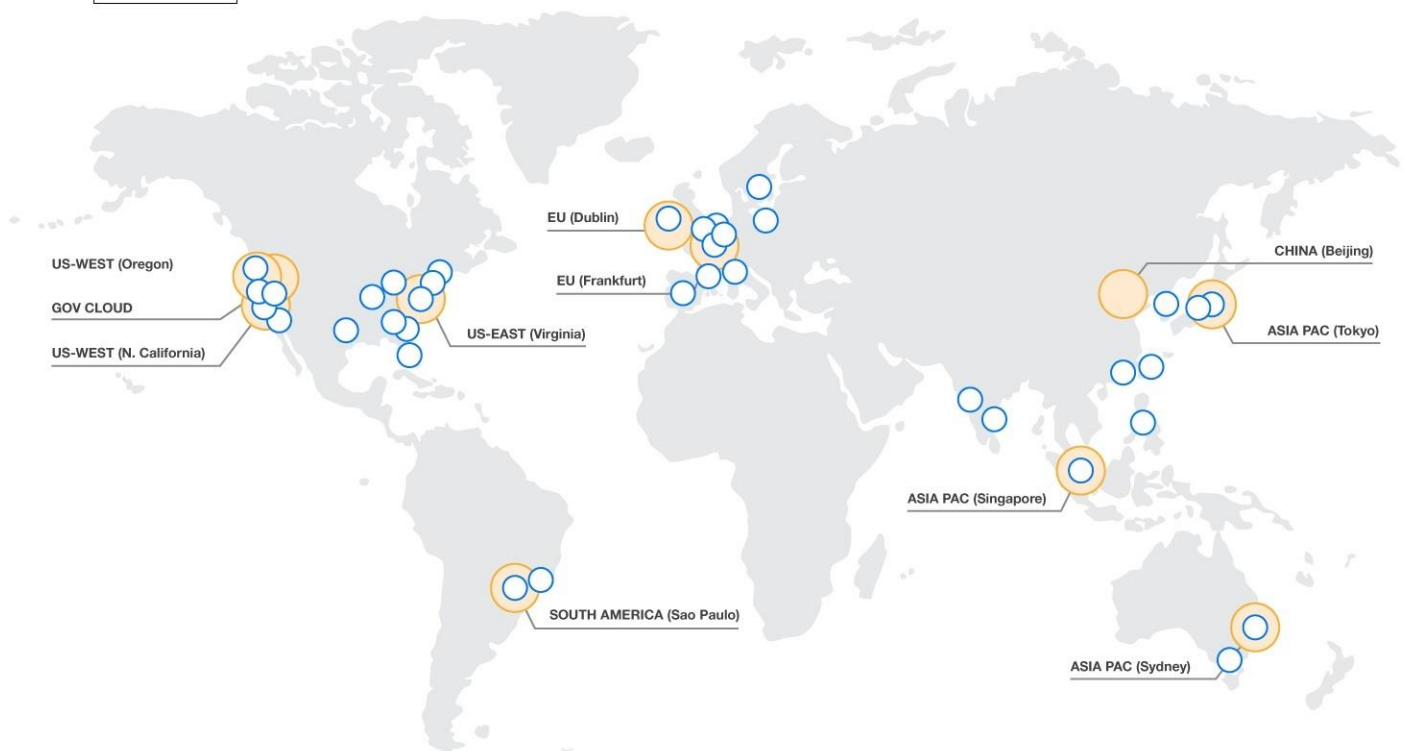 EU (Dublin)
US-WEST (Oregon)
CHINA (Beijing)
EU (Frankfurt)
GOV CLOUD
US-EAST (Virginia)
ASIA PAC (Tokyo)
US-WEST (N. California)
ASIA PAC (Singapore)
SOUTH AMERICA (Sao Paulo)
ASIA PAC (Sydney)